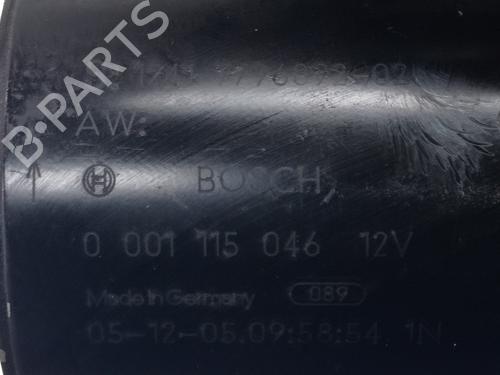 B-PARTS
AW:
BOSCH
0 001 115 046 12V
Made in Germany 089
05-12-05.09:58:54 1N